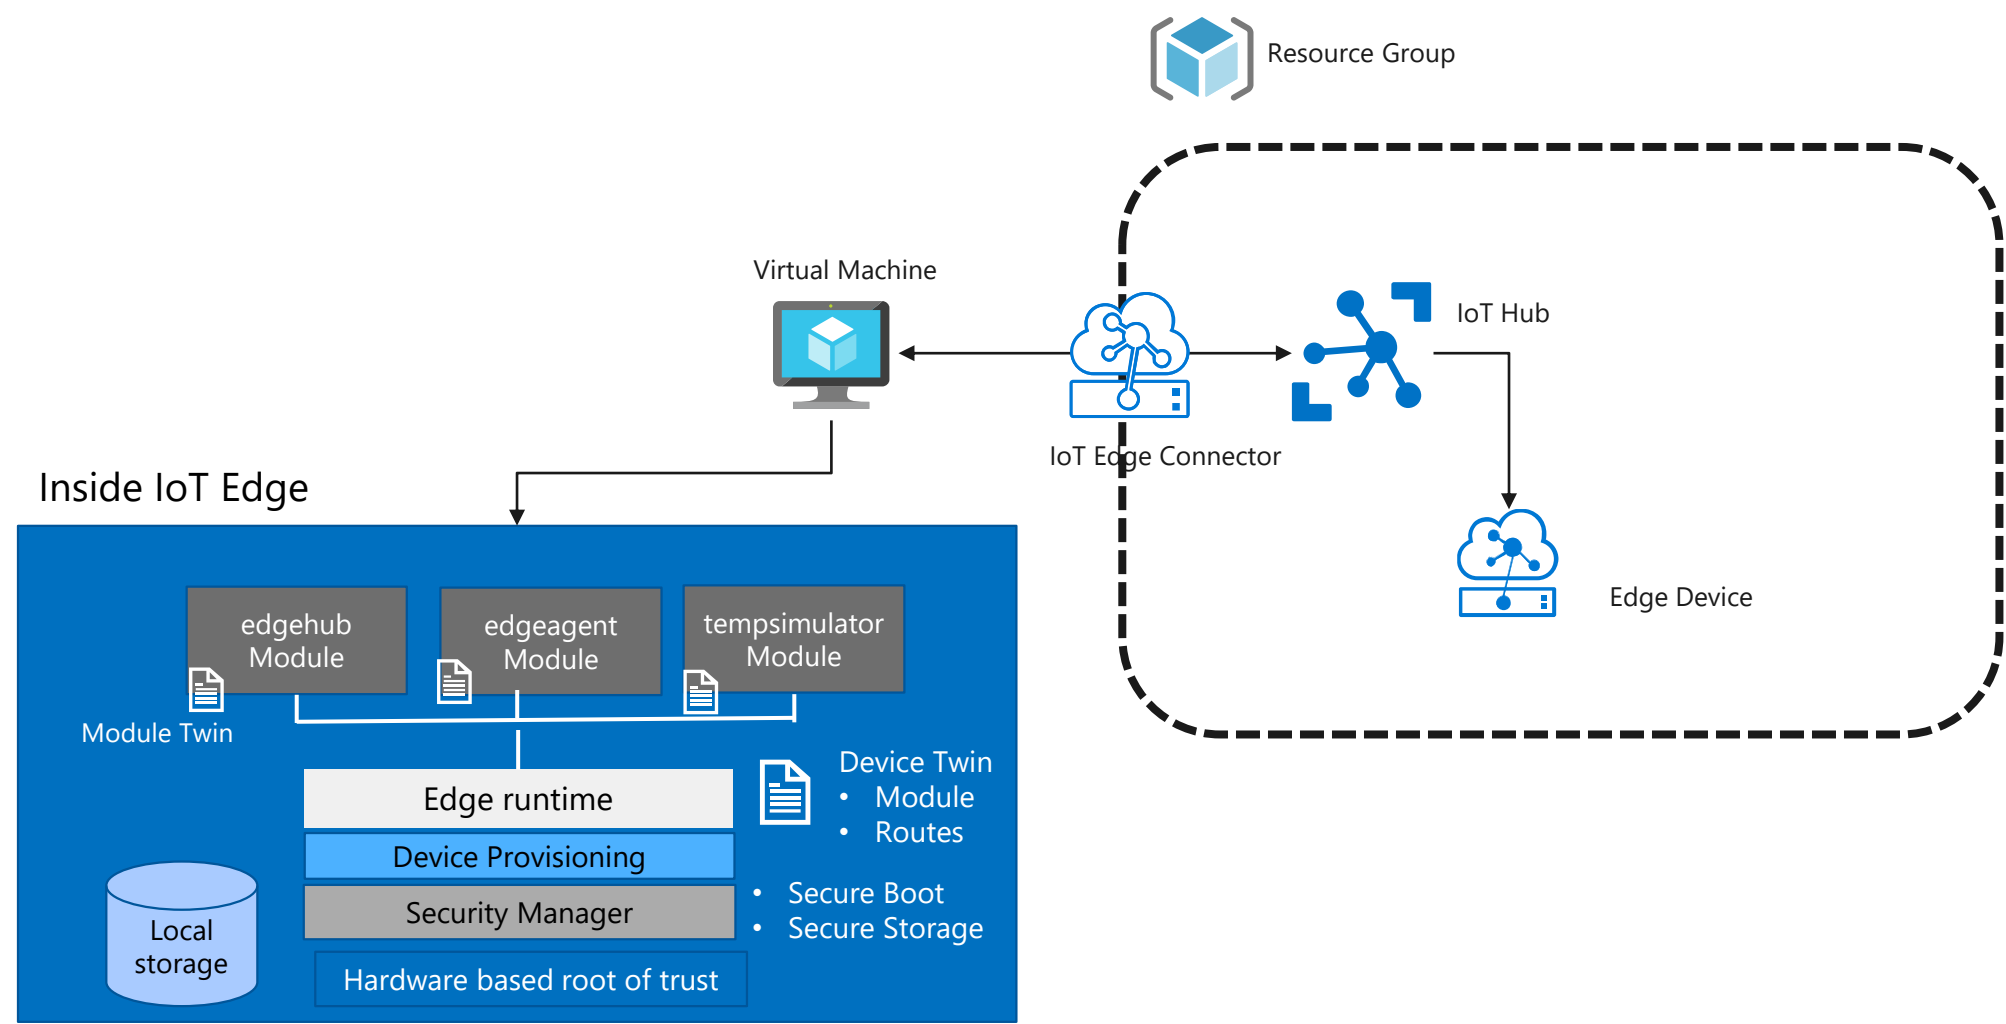 Resource Group
Virtual Machine
IoT Hub
IoT Edge Connector
Edge Device
Inside IoT Edge
edgehub
Module
edgeagent
Module
tempsimulator
Module
Module Twin
Edge runtime
Device Twin
• Module
• Routes
Device Provisioning
Security Manager
• Secure Boot
• Secure Storage
Local
storage
Hardware based root of trust